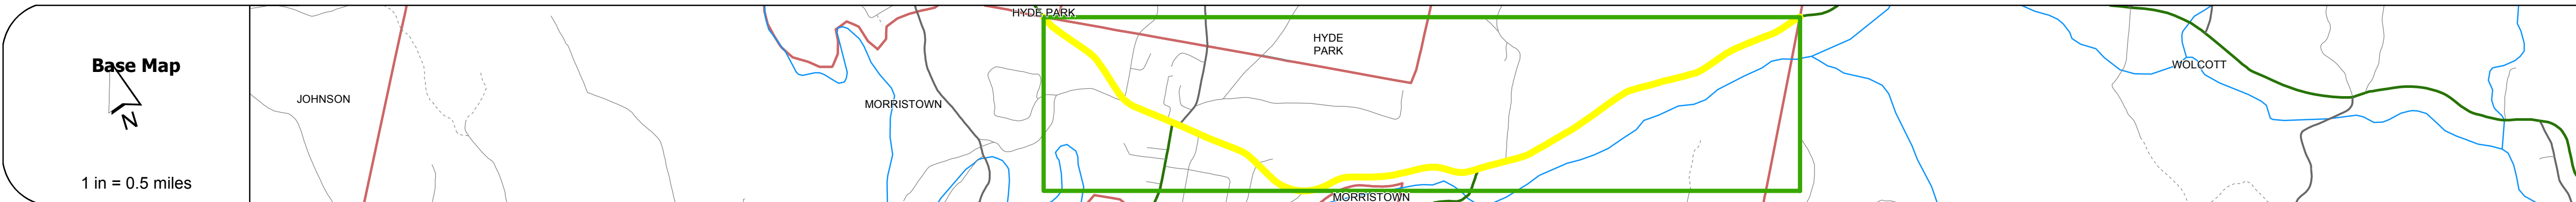 Base Map
N
1 in = 0.5 miles
JOHNSON
MORRISTOWN
HYDE PARK
HYDE
PARK
MORRISTOWN
WOLCOTT